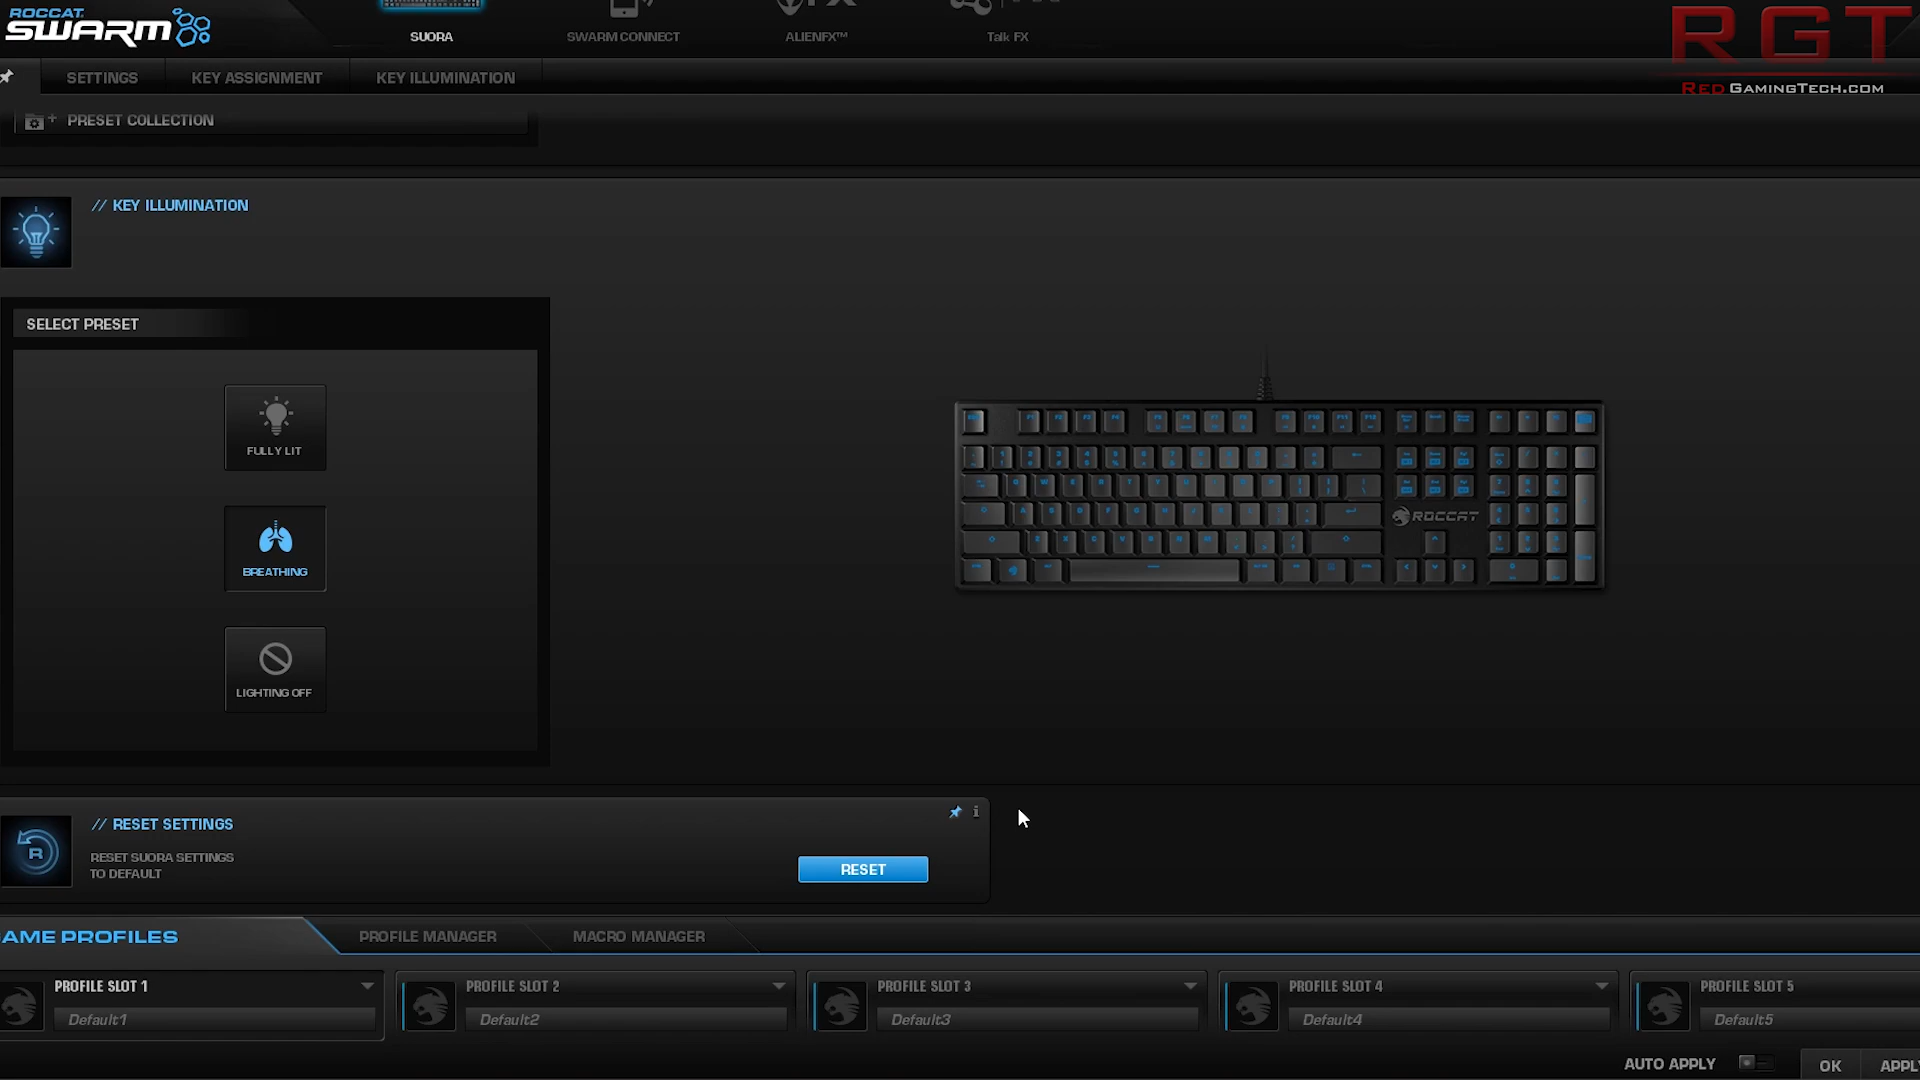 ROCCAT
SWARM
SUORA
SWARM CONNECT
ALIENFX™
Talk FX
RGT
REDGAMINGTECH.COM
SETTINGS
KEY ASSIGNMENT
KEY ILLUMINATION
PRESET COLLECTION
// KEY ILLUMINATION
SELECT PRESET
FULLY LIT
BREATHING
LIGHTING OFF
ROCCAT
// RESET SETTINGS
RESET SUORA SETTINGS
TO DEFAULT
RESET
AME PROFILES
PROFILE MANAGER
MACRO MANAGER
PROFILE SLOT 1
Default1
PROFILE SLOT 2
Default2
PROFILE SLOT 3
Default3
PROFILE SLOT 4
Default4
PROFILE SLOT 5
Default5
AUTO APPLY
OK
APPLY